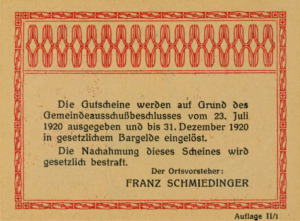 Die Gutscheine werden auf Grund des
Gemeindeausschußbeschlusses vom 23. Juli
1920 ausgegeben und bis 31. Dezember 1920
in gesetzlichem Bargelde eingelöst.
Die Nachahmung dieses Scheines wird
gesetzlich bestraft.
Der Ortsvorsteher:
FRANZ SCHMIEDINGER
Auflage II/1